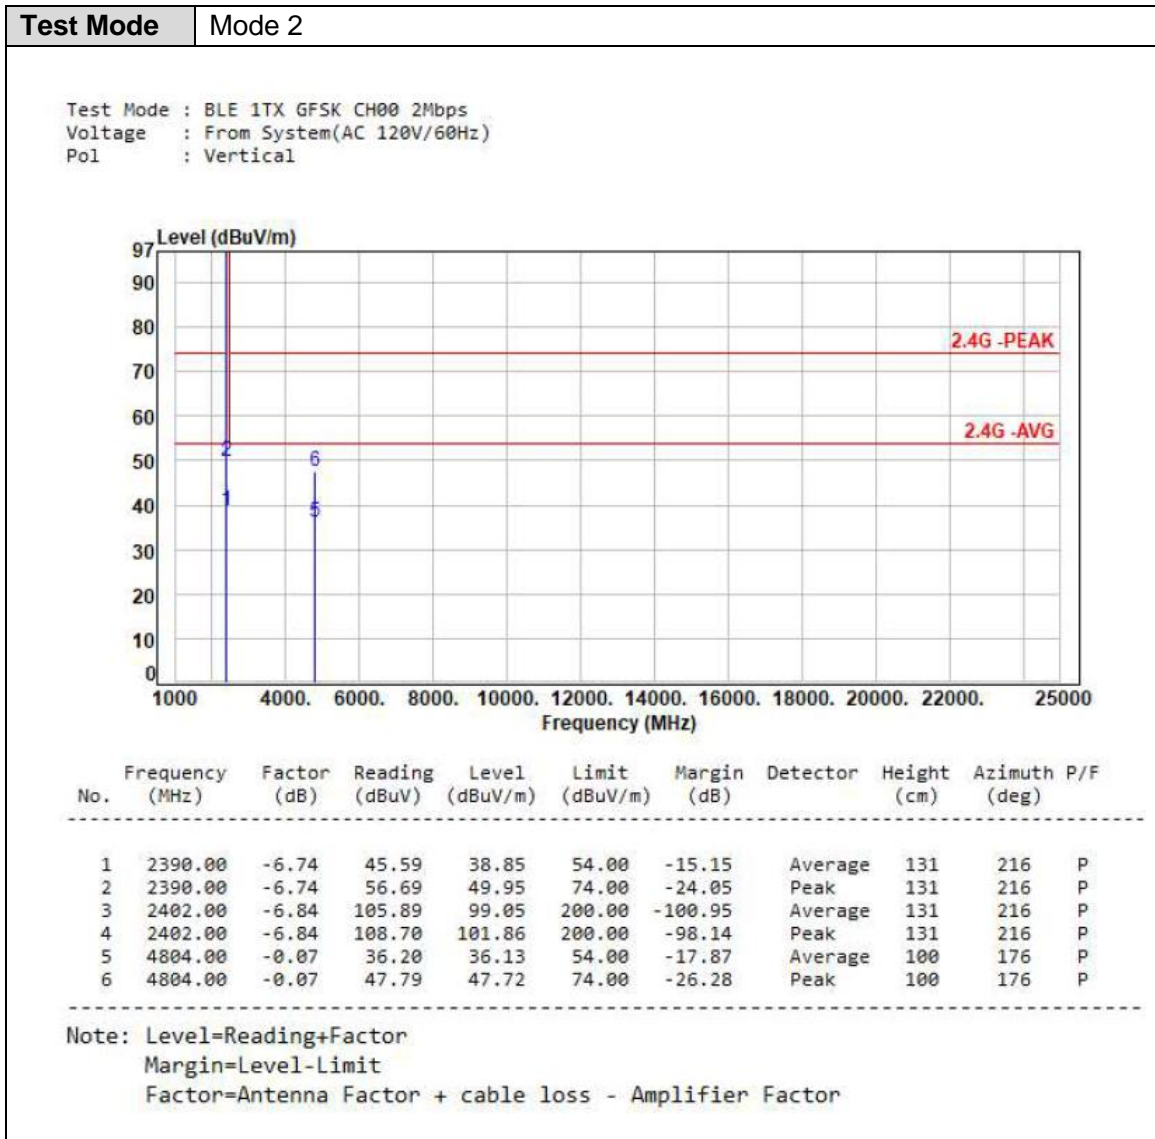 Test Mode Mode 2
Test Mode : BLE 1TX GFSK CH00 2Mbps
Voltage : From System(AC 120V/60Hz)
Pol : Vertical
Level (dBuV/m)
97
90
80
2.4G -PEAK
70
60
2.4G -AVG
2
50
6
1
40
5
30
20
10
0
1000 4000. 6000. 8000. 10000. 12000. 14000. 16000. 18000. 20000. 22000. 25000
Frequency (MHz)
Frequency Factor Reading Level Limit Margin Detector Height Azimuth P/F
No. (MHz) (dB) (dBuV) (dBuV/m) (dBuV/m) (dB) (cm) (deg)
1 2390.00 -6.74 45.59 38.85 54.00 -15.15 Average 131 216 P
2 2390.00 -6.74 56.69 49.95 74.00 -24.05 Peak 131 216 P
3 2402.00 -6.84 105.89 99.05 200.00 -100.95 Average 131 216 P
4 2402.00 -6.84 108.70 101.86 200.00 -98.14 Peak 131 216 P
5 4804.00 -0.07 36.20 36.13 54.00 -17.87 Average 100 176 P
6 4804.00 -0.07 47.79 47.72 74.00 -26.28 Peak 100 176 P
Note: Level=Reading+Factor
Margin=Level-Limit
Factor=Antenna Factor + cable loss - Amplifier Factor